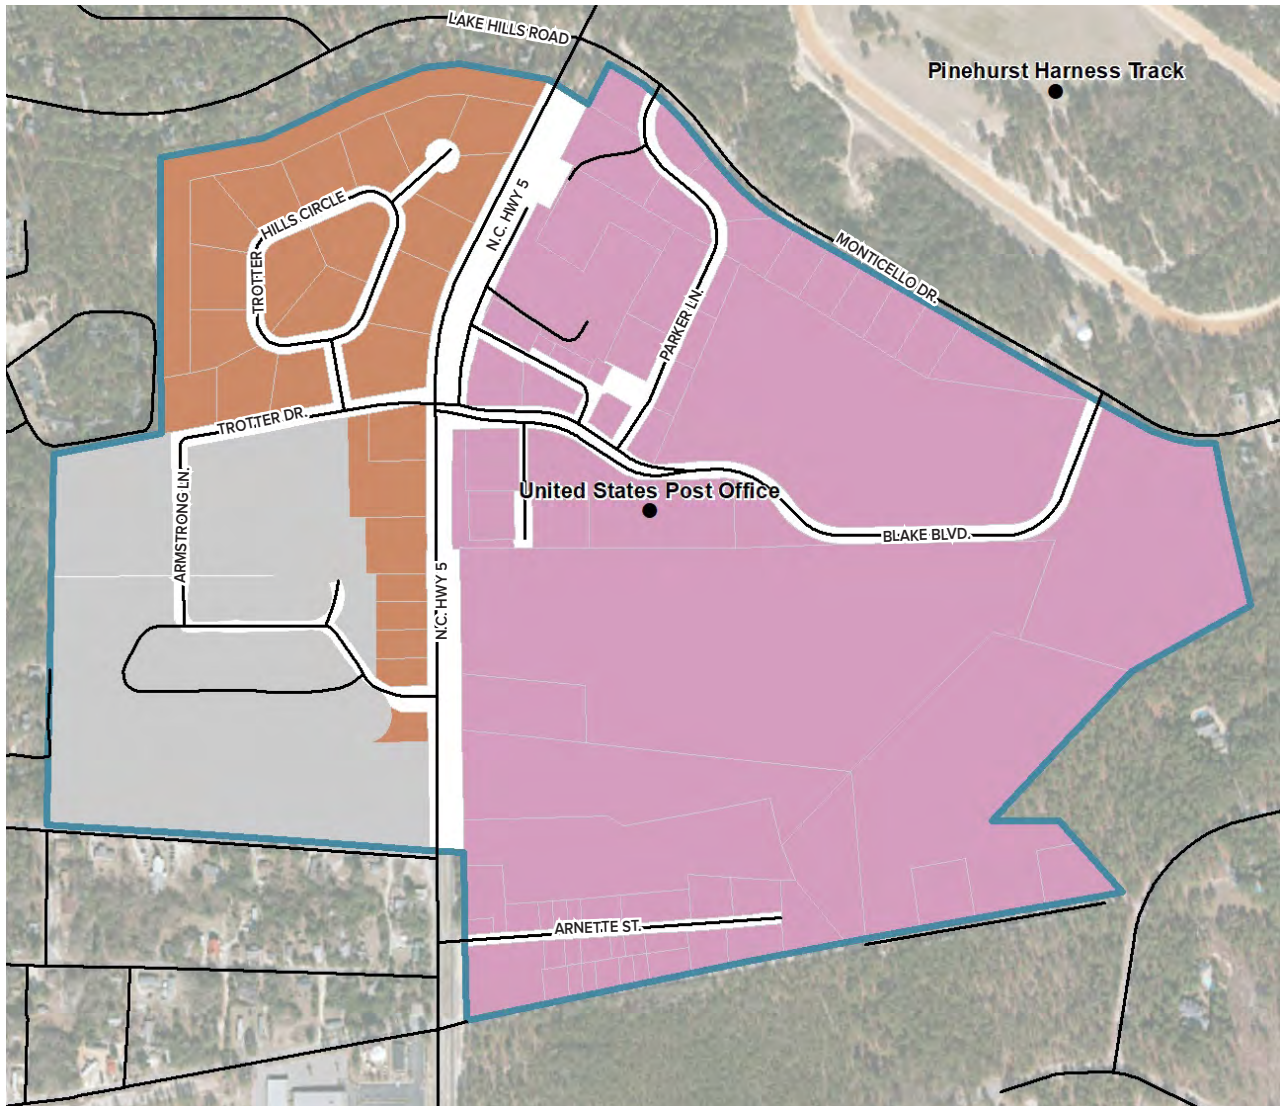 LAKE HILLS ROAD
Pinehurst Harness Track
HILLS CIRCLE
TROTTER
N.C. HWY 5
MONTICELLO DR.
PARKER LN.
TROTTER DR.
ARMSTRONG LN.
United States Post Office
BLAKE BLVD.
N.C. HWY 5
ARNETTE ST.